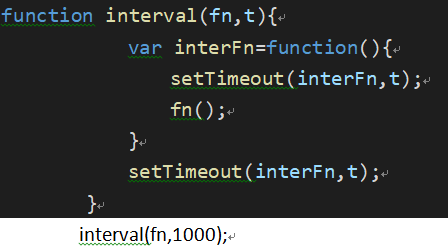 function interval(fn,t){
var interFn=function(){
setTimeout(interFn,t);
fn();
}
setTimeout(interFn,t);
}
interval(fn,1000);